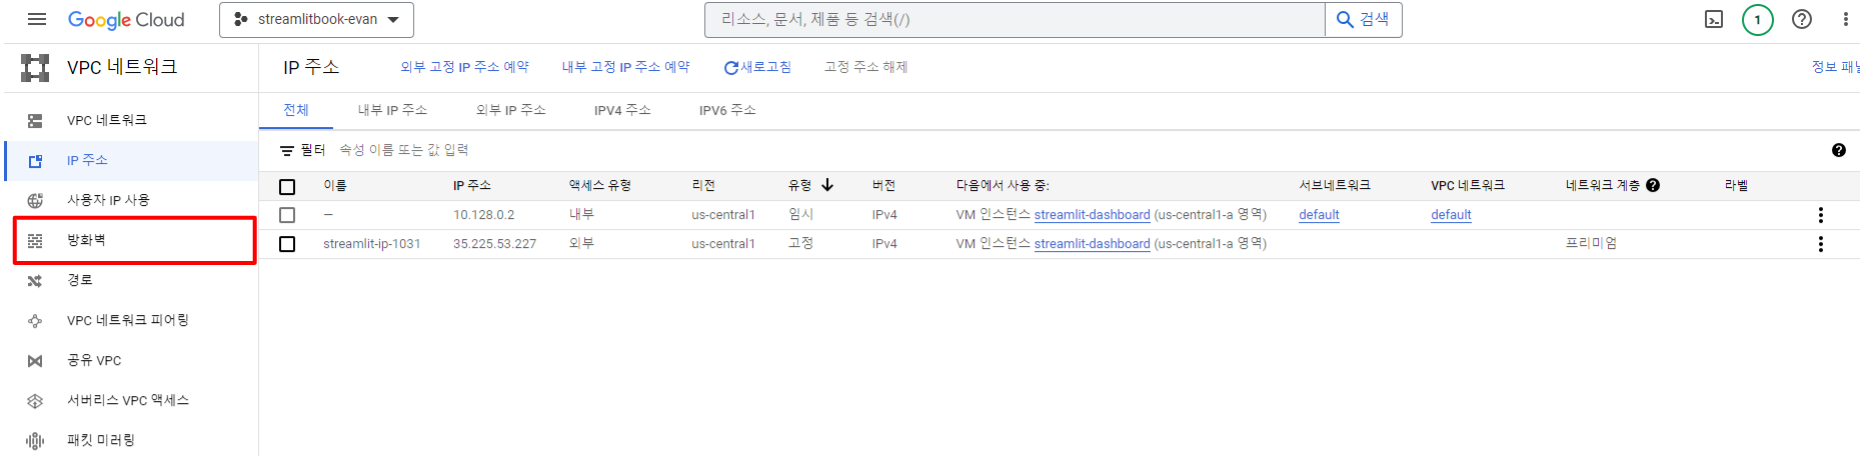 Google Cloud streamlitbook-evan 리소스, 문서, 제품 등 검색(/) 검색 1
VPC 네트워크
IP 주소 외부 고정 IP 주소 예약 내부 고정 IP 주소 예약 새로고침 고정 주소 해제
VPC 네트워크
IP 주소
사용자 IP 사용
방화벽
경로
VPC 네트워크 피어링
공유 VPC
서버리스 VPC 액세스
패킷 미러링
전체 내부 IP 주소 외부 IP 주소 IPV4 주소 IPV6 주소
필터 속성 이름 또는 값 입력
이름 IP 주소 액세스 유형 리전 유형 버전 다음에서 사용 중: 서브네트워크 VPC 네트워크 네트워크 계층 라벨
– 10.128.0.2 내부 us-central1 임시 IPv4 VM 인스턴스 streamlit-dashboard (us-central1-a 영역) default default
streamlit-ip-1031 35.225.53.227 외부 us-central1 고정 IPv4 VM 인스턴스 streamlit-dashboard (us-central1-a 영역) 프리미엄
정보